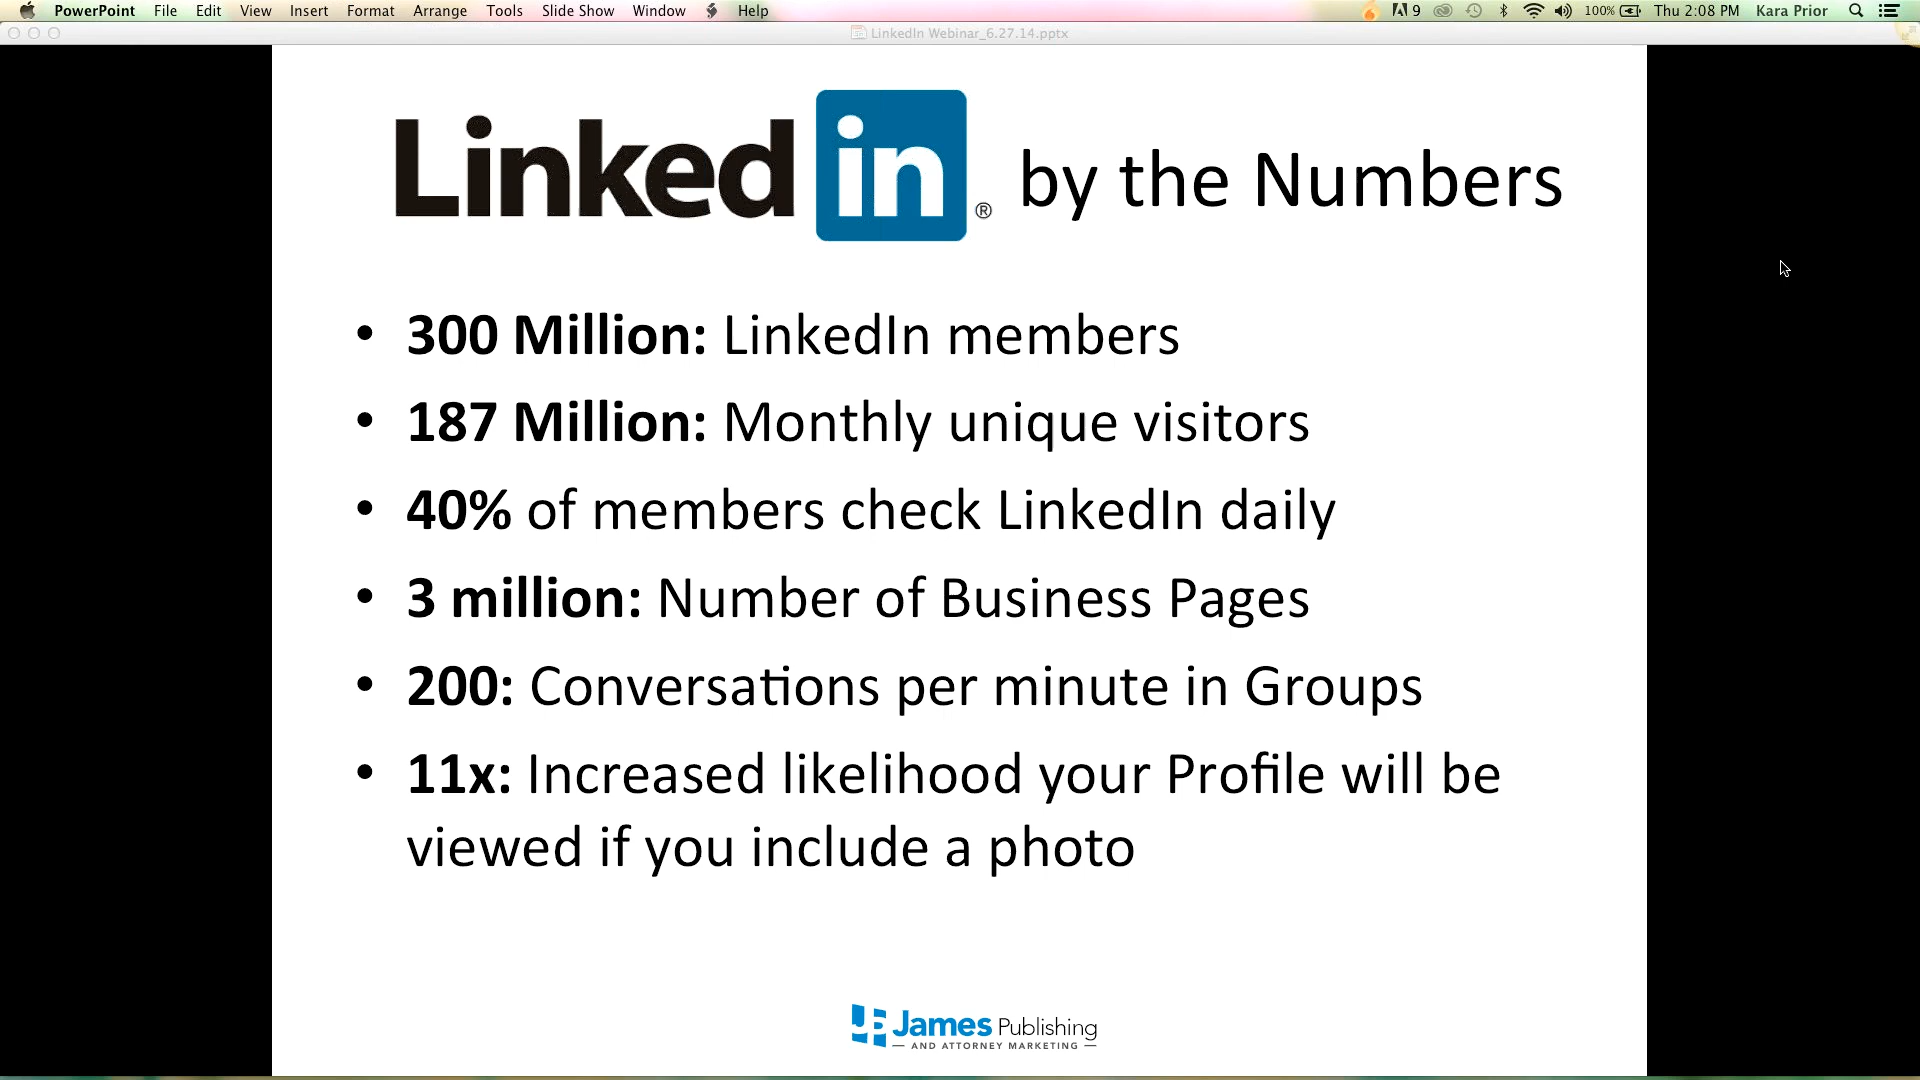 PowerPoint File Edit View Insert Format Arrange Tools Slide Show Window Help 9 100% Thu 2:08 PM Kara Prior
LinkedIn Webinar_6.27.14.pptx
Linked in ® by the Numbers
• 300 Million: LinkedIn members
• 187 Million: Monthly unique visitors
• 40% of members check LinkedIn daily
• 3 million: Number of Business Pages
• 200: Conversations per minute in Groups
• 11x: Increased likelihood your Profile will be
viewed if you include a photo
James Publishing
— AND ATTORNEY MARKETING —